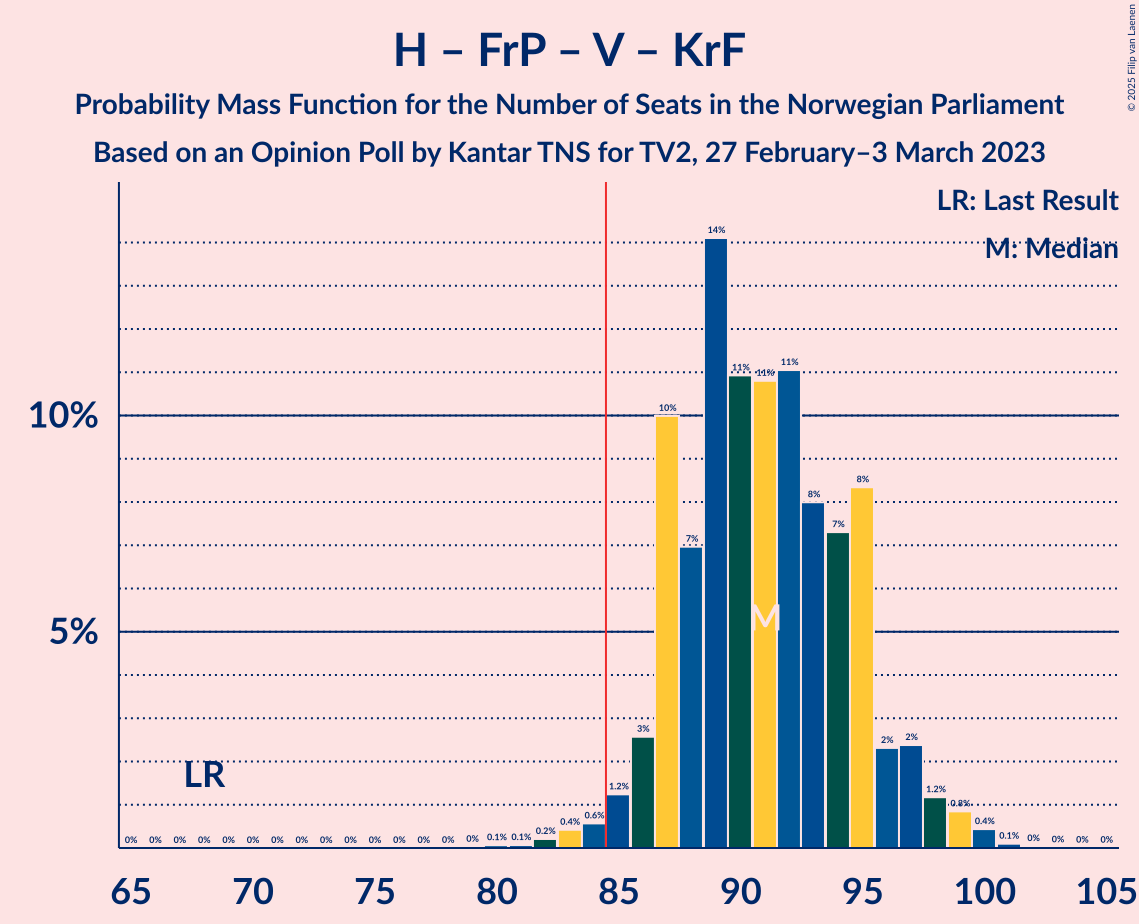 H – FrP – V – KrF
Probability Mass Function for the Number of Seats in the Norwegian Parliament
Based on an Opinion Poll by Kantar TNS for TV2, 27 February–3 March 2023
© 2025 Filip van Laenen
LR: Last Result
M: Median
10%
5%
LR
M
0% 0% 0% 0% 0% 0% 0% 0% 0% 0% 0% 0% 0% 0% 0% 0.1% 0.1% 0.2% 0.4% 0.6% 1.2% 3% 10% 7% 14% 11% 11% 11% 8% 7% 8% 2% 2% 1.2% 0.8% 0.4% 0.1% 0% 0% 0% 0%
65 70 75 80 85 90 95 100 105